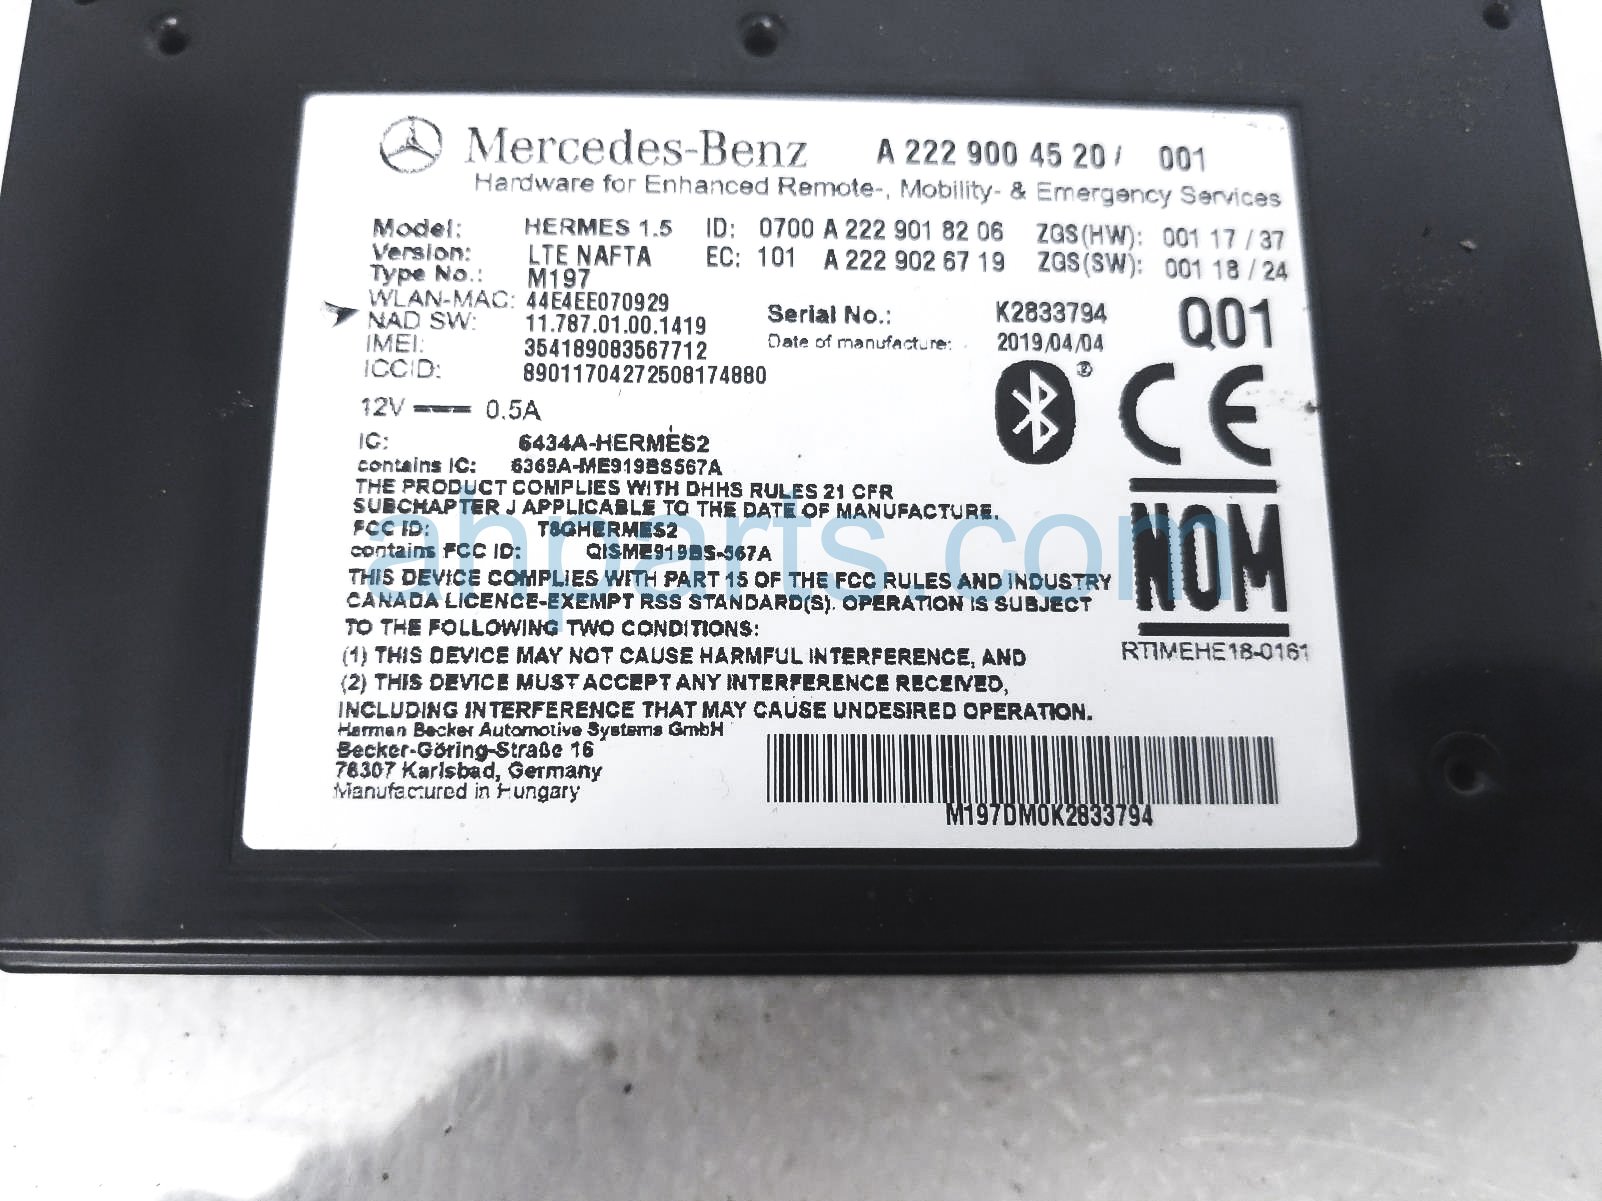 Mercedes-Benz A 222 900 45 20 / 001
Hardware for Enhanced Remote-, Mobility- & Emergency Services
Model: HERMES 1.5 ID: 0700 A 222 901 82 06 ZGS(HW): 001 17 / 37
Version: LTE NAFTA EC: 101 A 222 902 67 19 ZGS(SW): 001 18 / 24
Type No.: M197
WLAN-MAC: 44E4EE070929
NAD SW: 11.787.01.00.1419
IMEI: 354189083567712
ICCID: 89011704272508174880
Serial No.: K2833794
Date of manufacture: 2019/04/04
Q01
12V 0.5A
IC: 6434A-HERMES2
contains IC: 6369A-ME919BS567A
THE PRODUCT COMPLIES WITH DHHS RULES 21 CFR
SUBCHAPTER J APPLICABLE TO THE DATE OF MANUFACTURE.
FCC ID: T8GHERMES2
contains FCC ID: QISME919BS-567A
THIS DEVICE COMPLIES WITH PART 15 OF THE FCC RULES AND INDUSTRY
CANADA LICENCE-EXEMPT RSS STANDARD(S). OPERATION IS SUBJECT
TO THE FOLLOWING TWO CONDITIONS:
(1) THIS DEVICE MAY NOT CAUSE HARMFUL INTERFERENCE, AND
(2) THIS DEVICE MUST ACCEPT ANY INTERFERENCE RECEIVED,
INCLUDING INTERFERENCE THAT MAY CAUSE UNDESIRED OPERATION.
Harman Becker Automotive Systems GmbH
Becker-Göring-Straße 16
76307 Karlsbad, Germany
Manufactured in Hungary
®
CE
NOM
RTIMEHE18-0161
M197DM0K2833794
ahparts.com